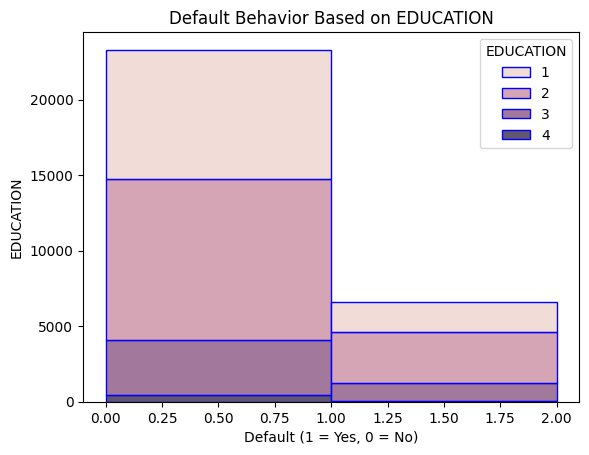 Default Behavior Based on EDUCATION
EDUCATION
1
2
3
4
EDUCATION
20000
15000
10000
5000
0
0.00 0.25 0.50 0.75 1.00 1.25 1.50 1.75 2.00
Default (1 = Yes, 0 = No)